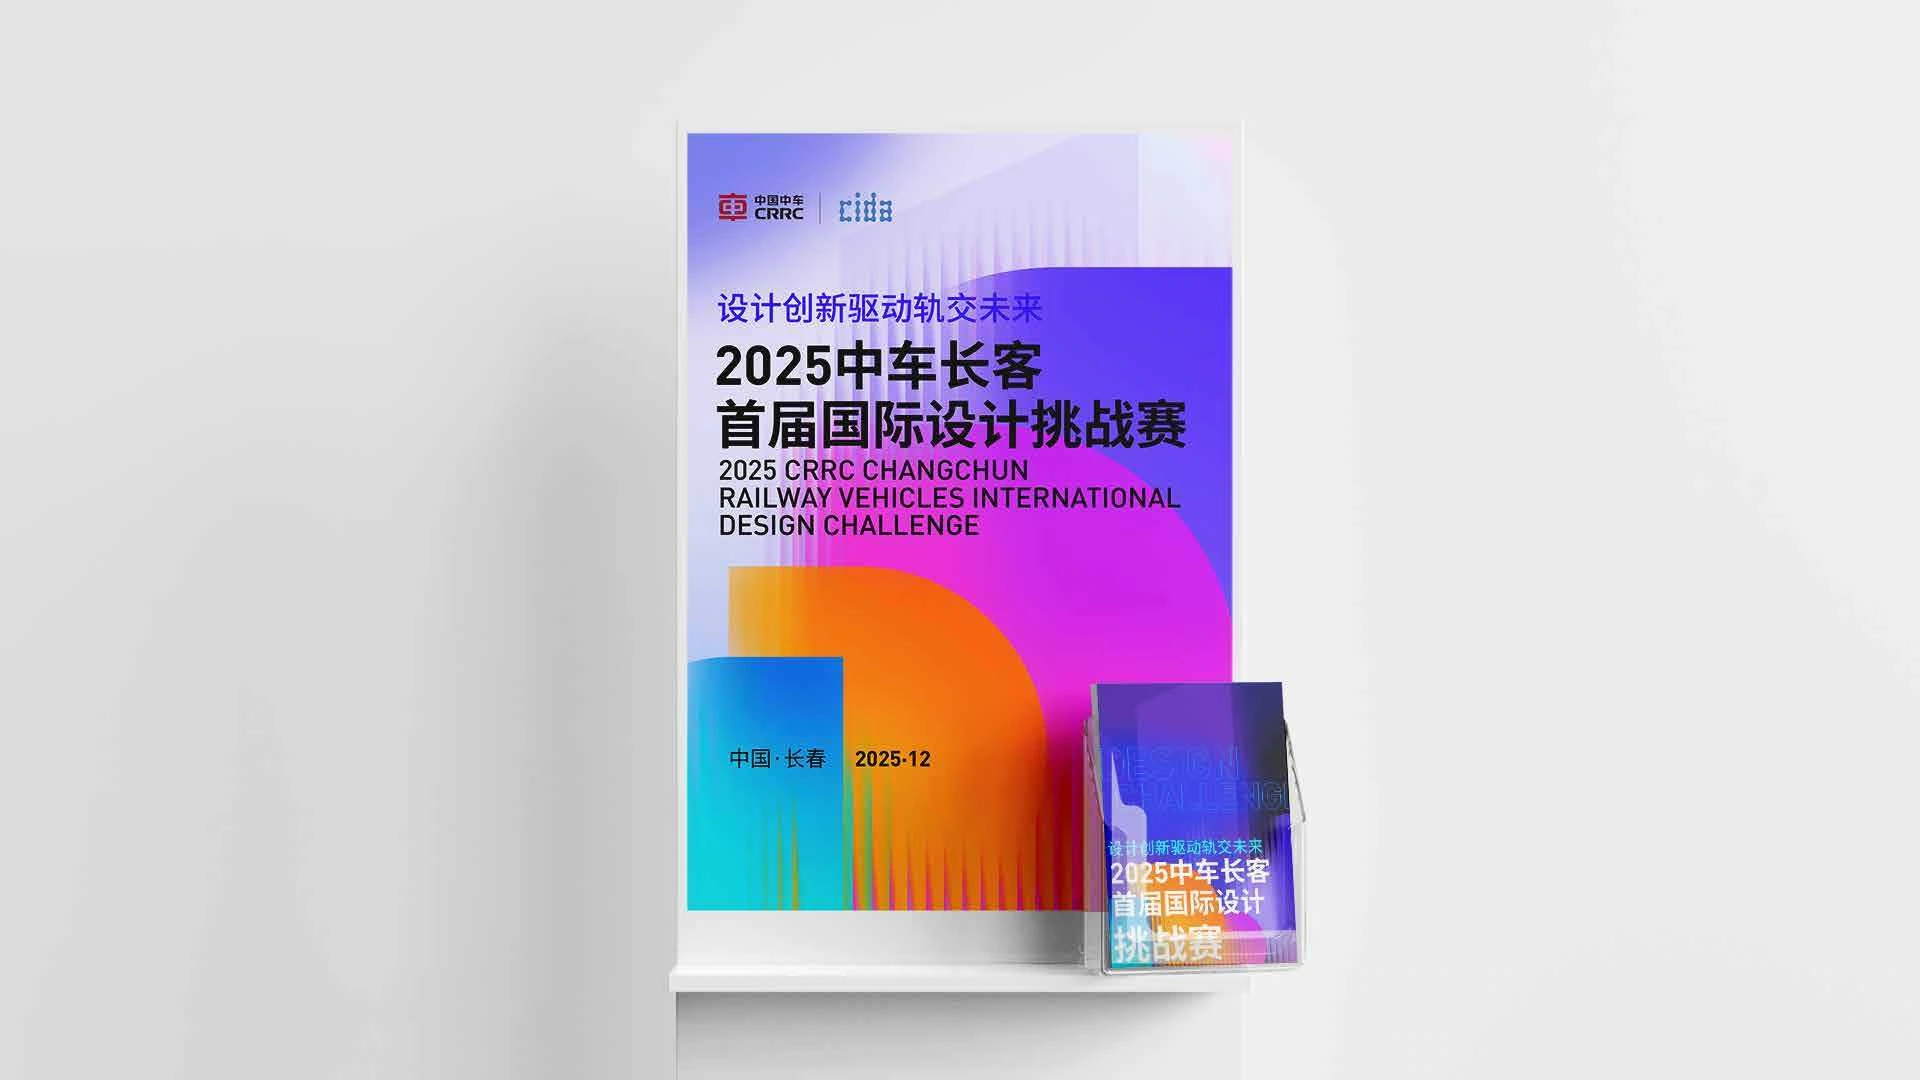 中国中车
CRRC
cida
设计创新驱动轨交未来
2025中车长客
首届国际设计挑战赛
2025 CRRC CHANGCHUN
RAILWAY VEHICLES INTERNATIONAL
DESIGN CHALLENGE
中国·长春 2025·12
DESIGN
CHALLENGE
设计创新驱动轨交未来
2025中车长客
首届国际设计
挑战赛